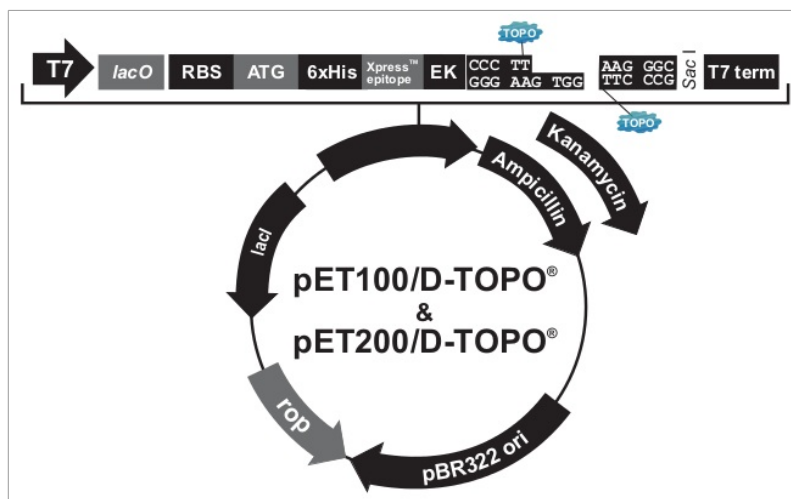 TOPO
T7 lacO RBS ATG 6xHis Xpress™ epitope EK CCC TT AAG GGC Sac I T7 term
GGG AAG TGG TTC CCG
TOPO
Ampicillin
Kanamycin
lacI
pET100/D-TOPO®
&
pET200/D-TOPO®
rop
pBR322 ori